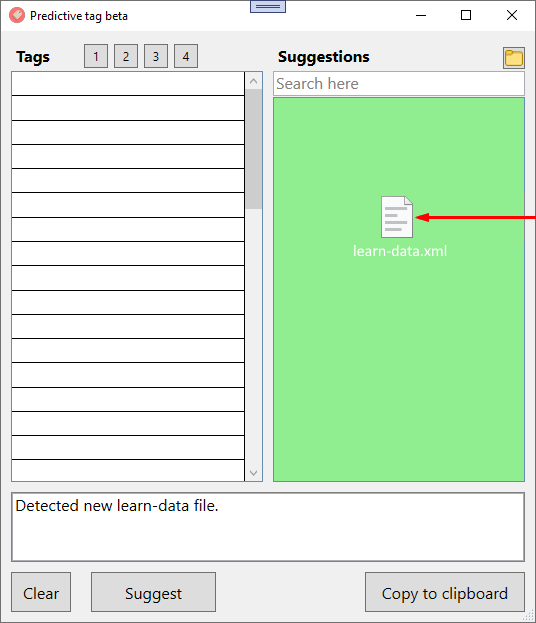 Predictive tag beta
Tags 1 2 3 4 Suggestions
Search here
learn-data.xml
Detected new learn-data file.
Clear Suggest Copy to clipboard